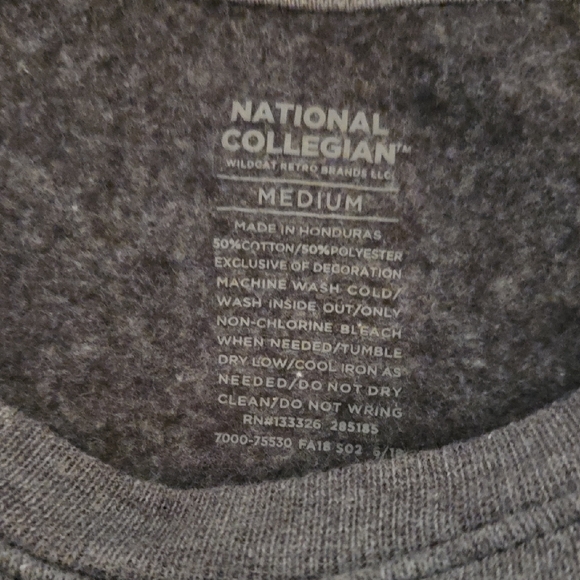 NATIONAL
COLLEGIAN™
WILDCAT RETRO BRANDS LLC
MEDIUM
MADE IN HONDURAS
50%COTTON/50%POLYESTER
EXCLUSIVE OF DECORATION
MACHINE WASH COLD/
WASH INSIDE OUT/ONLY
NON-CHLORINE BLEACH
WHEN NEEDED/TUMBLE
DRY LOW/COOL IRON AS
NEEDED/DO NOT DRY
CLEAN/DO NOT WRING
RN#133326 285185
7000-75530 FA18 S02